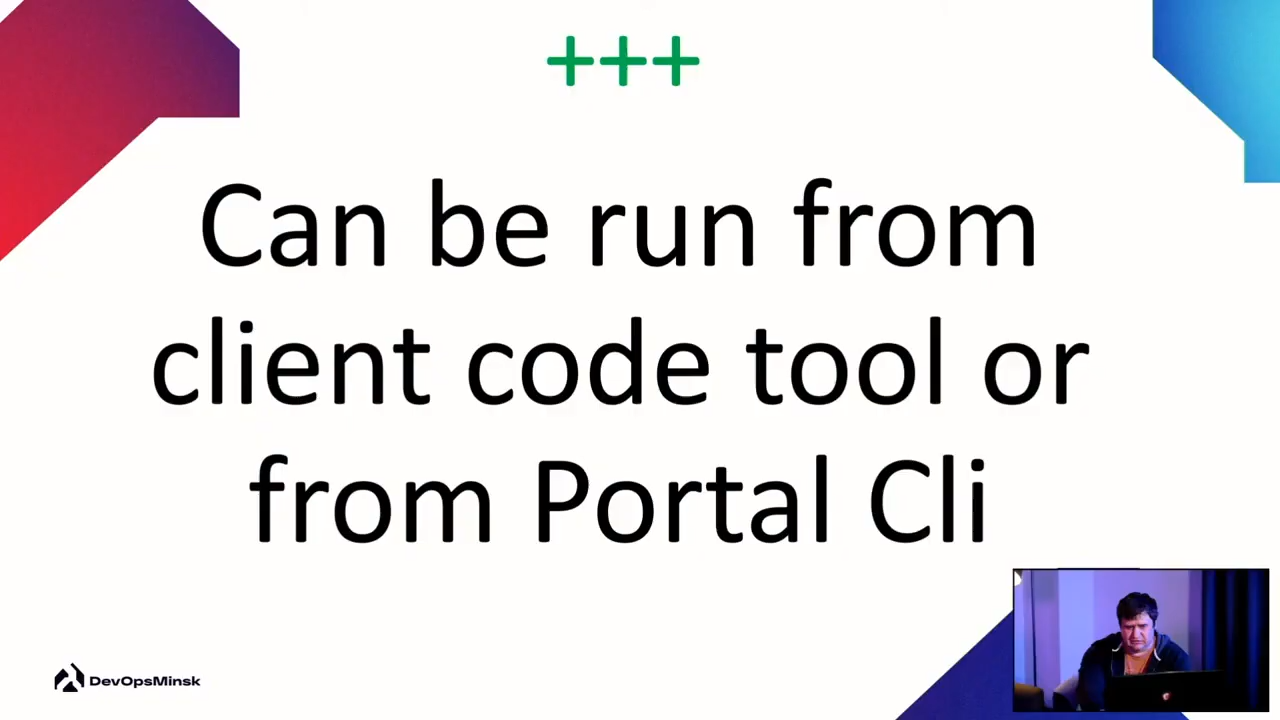 +++
Can be run from
client code tool or
from Portal Cli
DevOpsMinsk